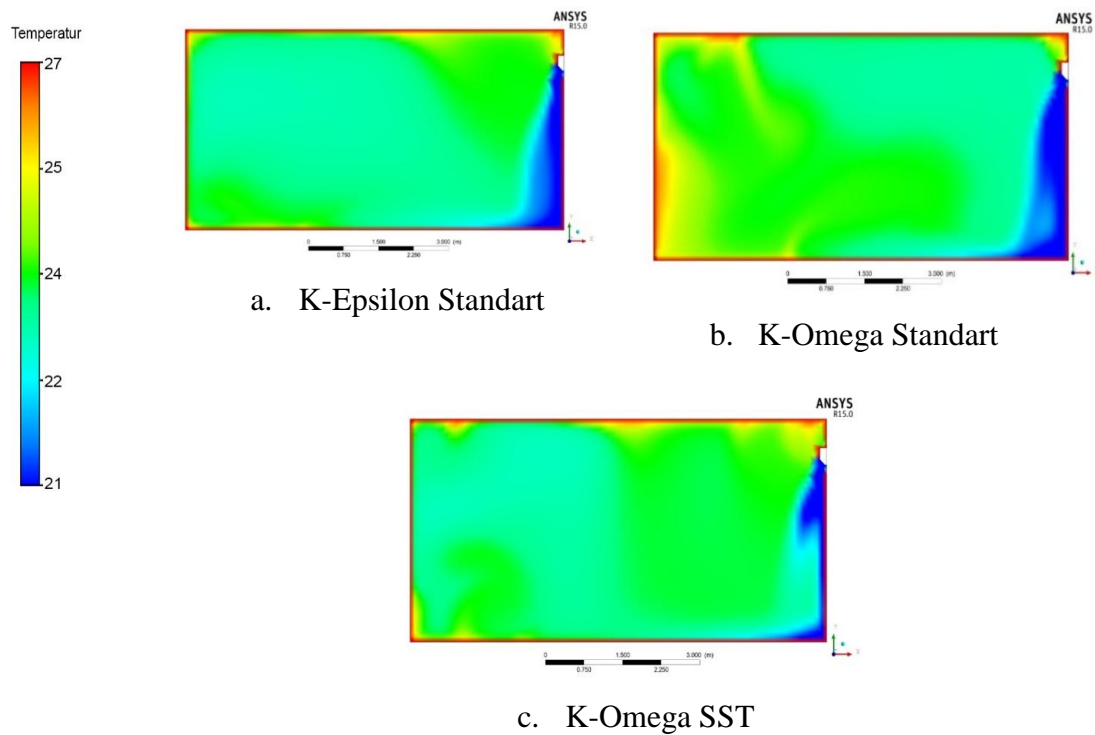 Temperatur
27
25
24
22
21
ANSYS
R15.0
0 1.500 3.000 (m)
0.750 2.250
a. K-Epsilon Standart
ANSYS
R15.0
0 1.500 3.000 (m)
0.750 2.250
b. K-Omega Standart
ANSYS
R15.0
0 1.500 3.000 (m)
0.750 2.250
c. K-Omega SST